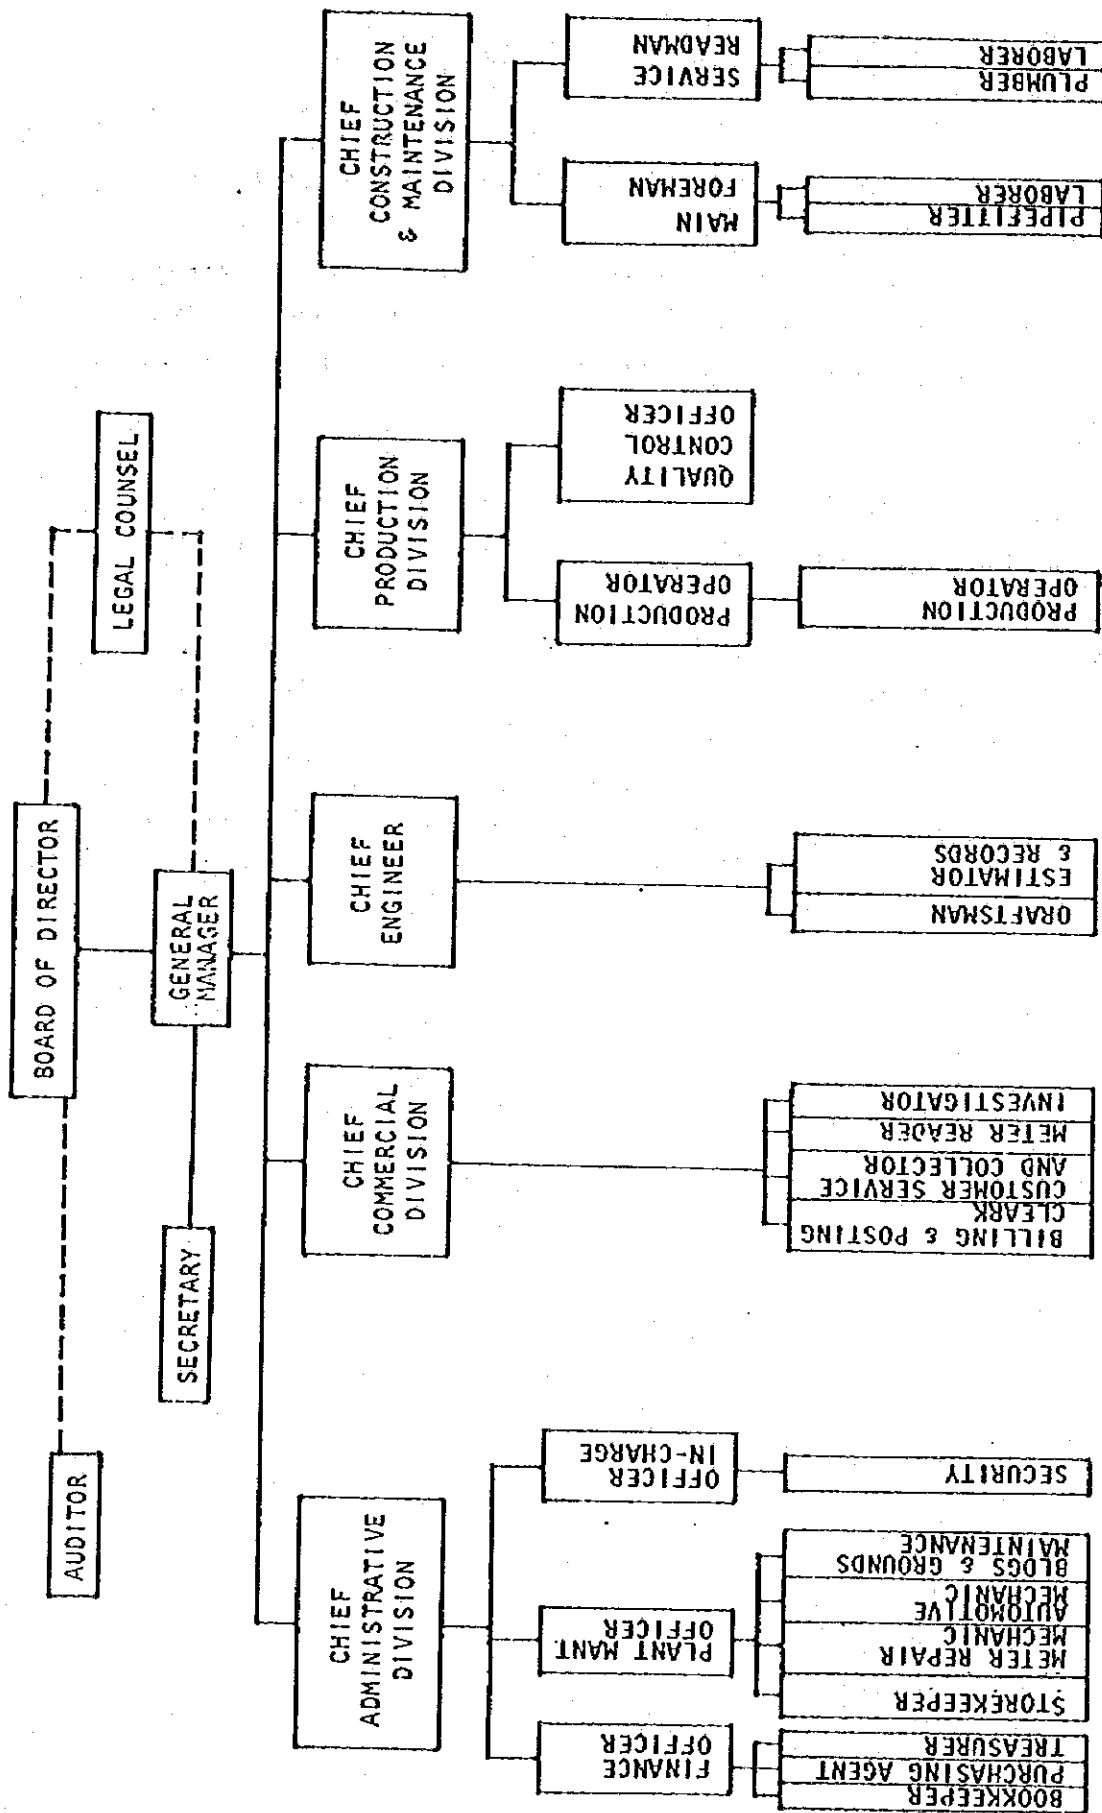 BOARD OF DIRECTOR
AUDITOR
LEGAL COUNSEL
GENERAL
MANAGER
SECRETARY
CHIEF
ADMINISTRATIVE
DIVISION
CHIEF
COMMERCIAL
DIVISION
CHIEF
ENGINEER
CHIEF
PRODUCTION
DIVISION
CHIEF
CONSTRUCTION
& MAINTENANCE
DIVISION
FINANCE
OFFICER
PLANT MANT.
OFFICER
OFFICER
IN-CHARGE
PRODUCTION
OPERATOR
QUALITY
CONTROL
OFFICER
MAIN
FOREMAN
SERVICE
READMAN
BOOKKEEPER
PURCHASING AGENT
TREASURER
STOREKEEPER
METER REPAIR
MECHANIC
AUTOMOTIVE
MECHANIC
BLOGS & GROUNDS
MAINTENANCE
SECURITY
BILLING & POSTING
CLEARK
CUSTOMER SERVICE
AND COLLECTOR
METER READER
INVESTIGATOR
DRAFTSMAN
ESTIMATOR
& RECORDS
PRODUCTION
OPERATOR
PIPEFITTER
LABORER
PLUMBER
LABORER